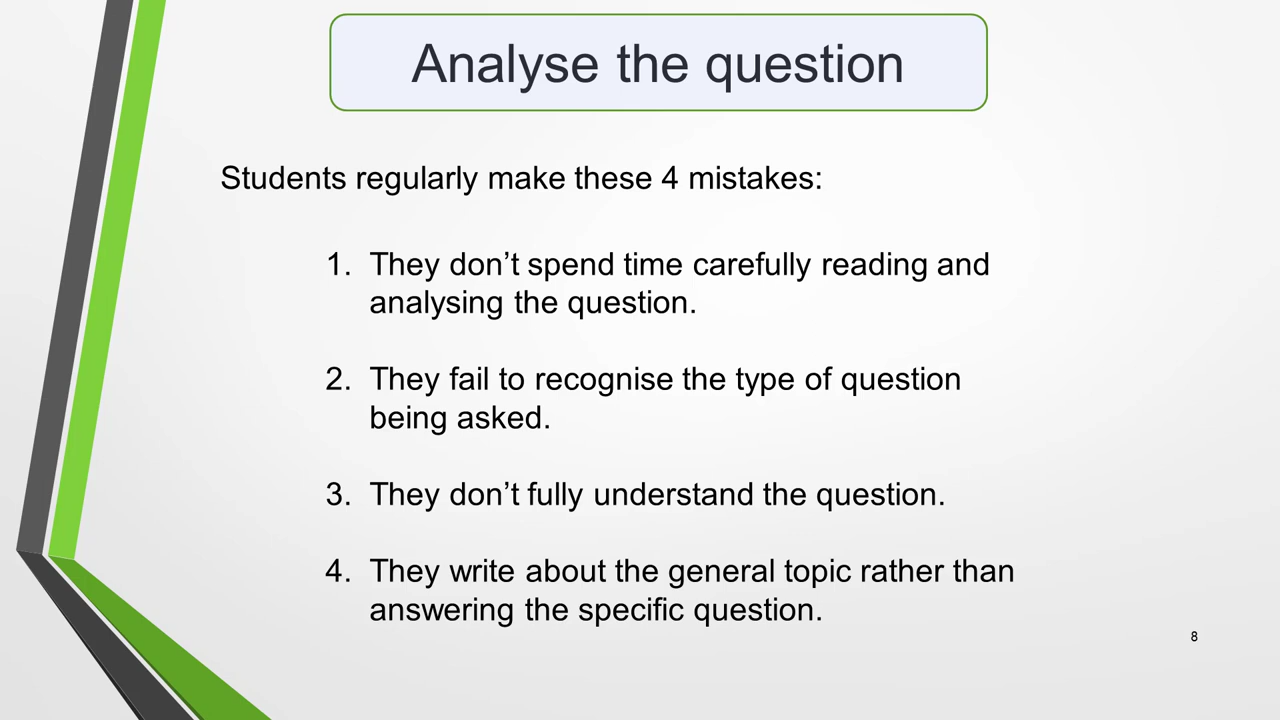 Analyse the question
Students regularly make these 4 mistakes:
1. They don’t spend time carefully reading and
analysing the question.
2. They fail to recognise the type of question
being asked.
3. They don’t fully understand the question.
4. They write about the general topic rather than
answering the specific question.
8